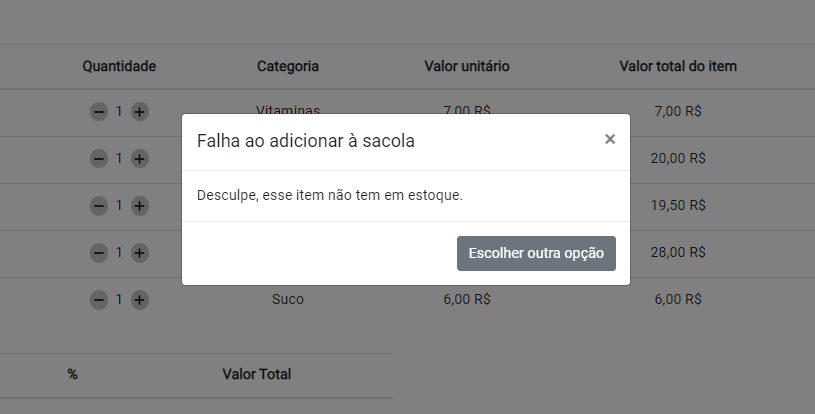 Quantidade Categoria Valor unitário Valor total do item
− 1 + Vitaminas 7,00 R$ 7,00 R$
Falha ao adicionar à sacola ×
− 1 + 20,00 R$
Desculpe, esse item não tem em estoque.
− 1 + 19,50 R$
− 1 + Escolher outra opção 28,00 R$
− 1 + Suco 6,00 R$ 6,00 R$
% Valor Total